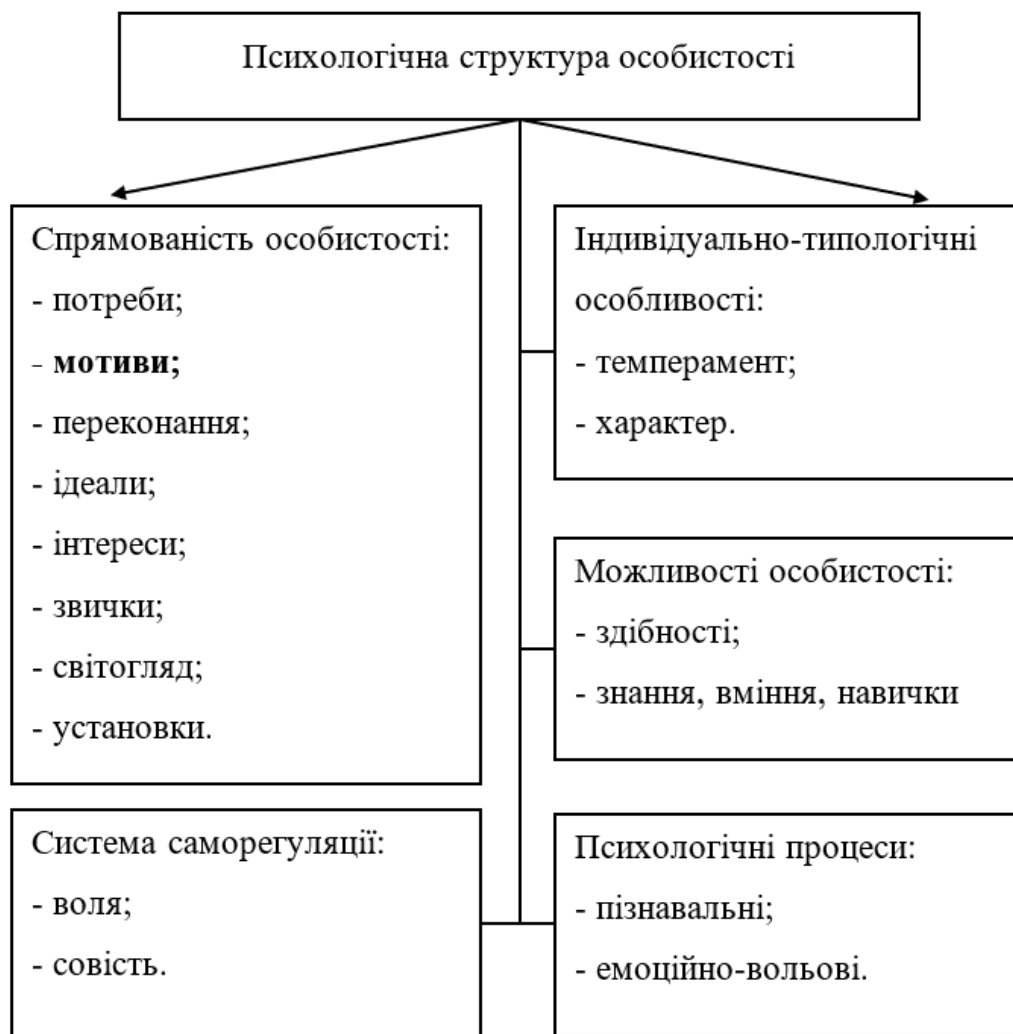 Психологічна структура особистості
Спрямованість особистості:
- потреби;
- мотиви;
- переконання;
- ідеали;
- інтереси;
- звички;
- світогляд;
- установки.
Індивідуально-типологічні
особливості:
- темперамент;
- характер.
Можливості особистості:
- здібності;
- знання, вміння, навички
Система саморегуляції:
- воля;
- совість.
Психологічні процеси:
- пізнавальні;
- емоційно-вольові.